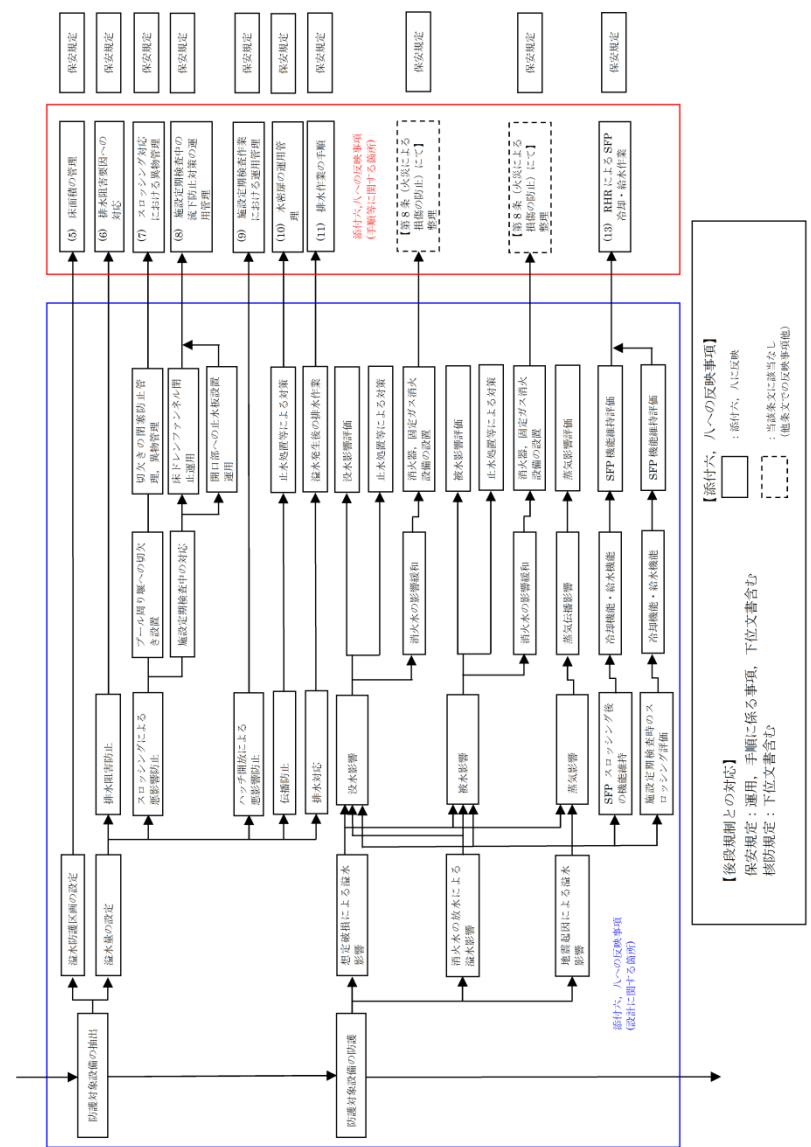 防護対象設備の抽出
防護対象設備の防護
溢水防護区画の設定
溢水量の設定
想定破損による溢水
影響
消火水の放水による
溢水影響
地震起因による溢水
影響
添付六，八への反映事項
(設計に関する箇所)
排水阻害防止
スロッシングによる
悪影響防止
ハッチ開放による
悪影響防止
伝播防止
排水対応
没水影響
被水影響
蒸気影響
SFP スロッシング後
の機能維持
施設定期検査時のス
ロッシング評価
プール周り堰への切欠
き設置
施設定期検査中の対応
消火水の影響緩和
消火水の影響緩和
蒸気伝播影響
冷却機能・給水機能
冷却機能・給水機能
切欠きの閉塞防止管
理，異物管理
床ドレンファンネル閉
止運用
開口部への止水板設置
運用
止水処置等による対策
溢水発生後の排水作業
没水影響評価
止水処置等による対策
消火器，固定ガス消火
設備の設置
被水影響評価
止水処置等による対策
消火器，固定ガス消火
設備の設置
蒸気影響評価
SFP 機能維持評価
SFP 機能維持評価
(5) 床面積の管理
(6) 排水阻害要因への
対応
(7) スロッシング対応
における異物管理
(8) 施設定期検査中の
流下防止対策の運
用管理
(9) 施設定期検査作業
における運用管理
(10) 水密扉の運用管
理
(11) 排水作業の手順
添付六,八への反映事項
(手順等に関する箇所)
【第 8 条（火災による
損傷の防止）にて】
整理
【第 8 条（火災による
損傷の防止）にて】
整理
(13) RHR による SFP
冷却・給水作業
保安規定
保安規定
保安規定
保安規定
保安規定
保安規定
保安規定
保安規定
保安規定
保安規定
【後段規制との対応】
保安規定：運用，手順に係る事項，下位文書含む
核防規定：下位文書含む
【添付六，八への反映事項】
：添付六，八に反映
：当該条文に該当なし
(他条文での反映事項他)